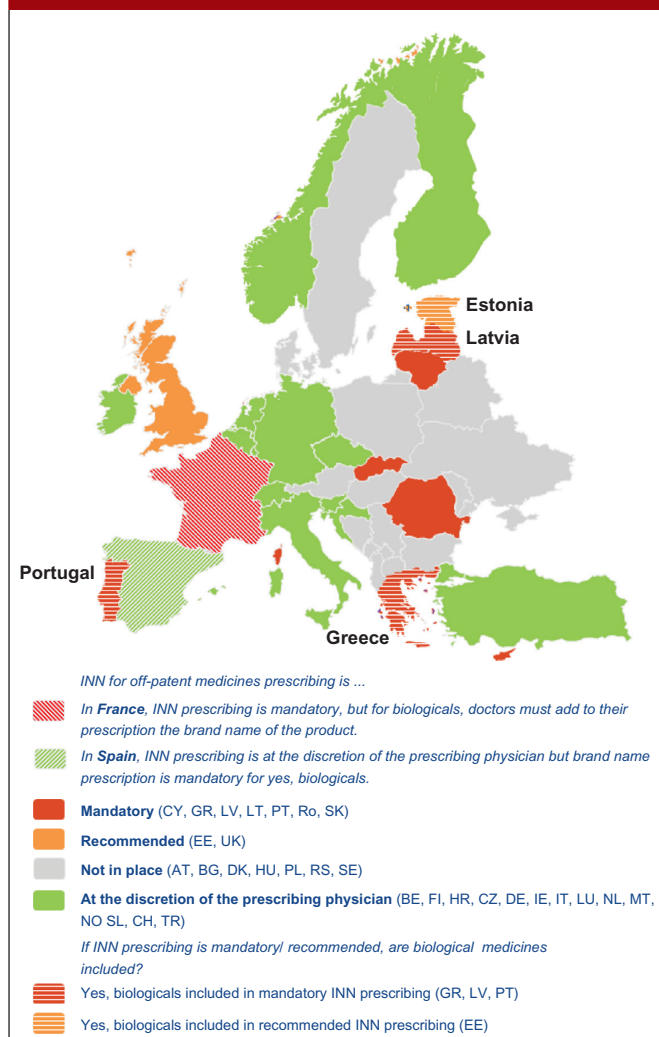 Estonia
Latvia
Portugal
Greece
INN for off-patent medicines prescribing is ...
In France, INN prescribing is mandatory, but for biologicals, doctors must add to their
prescription the brand name of the product.
In Spain, INN prescribing is at the discretion of the prescribing physician but brand name
prescription is mandatory for yes, biologicals.
Mandatory (CY, GR, LV, LT, PT, Ro, SK)
Recommended (EE, UK)
Not in place (AT, BG, DK, HU, PL, RS, SE)
At the discretion of the prescribing physician (BE, FI, HR, CZ, DE, IE, IT, LU, NL, MT,
NO SL, CH, TR)
If INN prescribing is mandatory/ recommended, are biological medicines
included?
Yes, biologicals included in mandatory INN prescribing (GR, LV, PT)
Yes, biologicals included in recommended INN prescribing (EE)